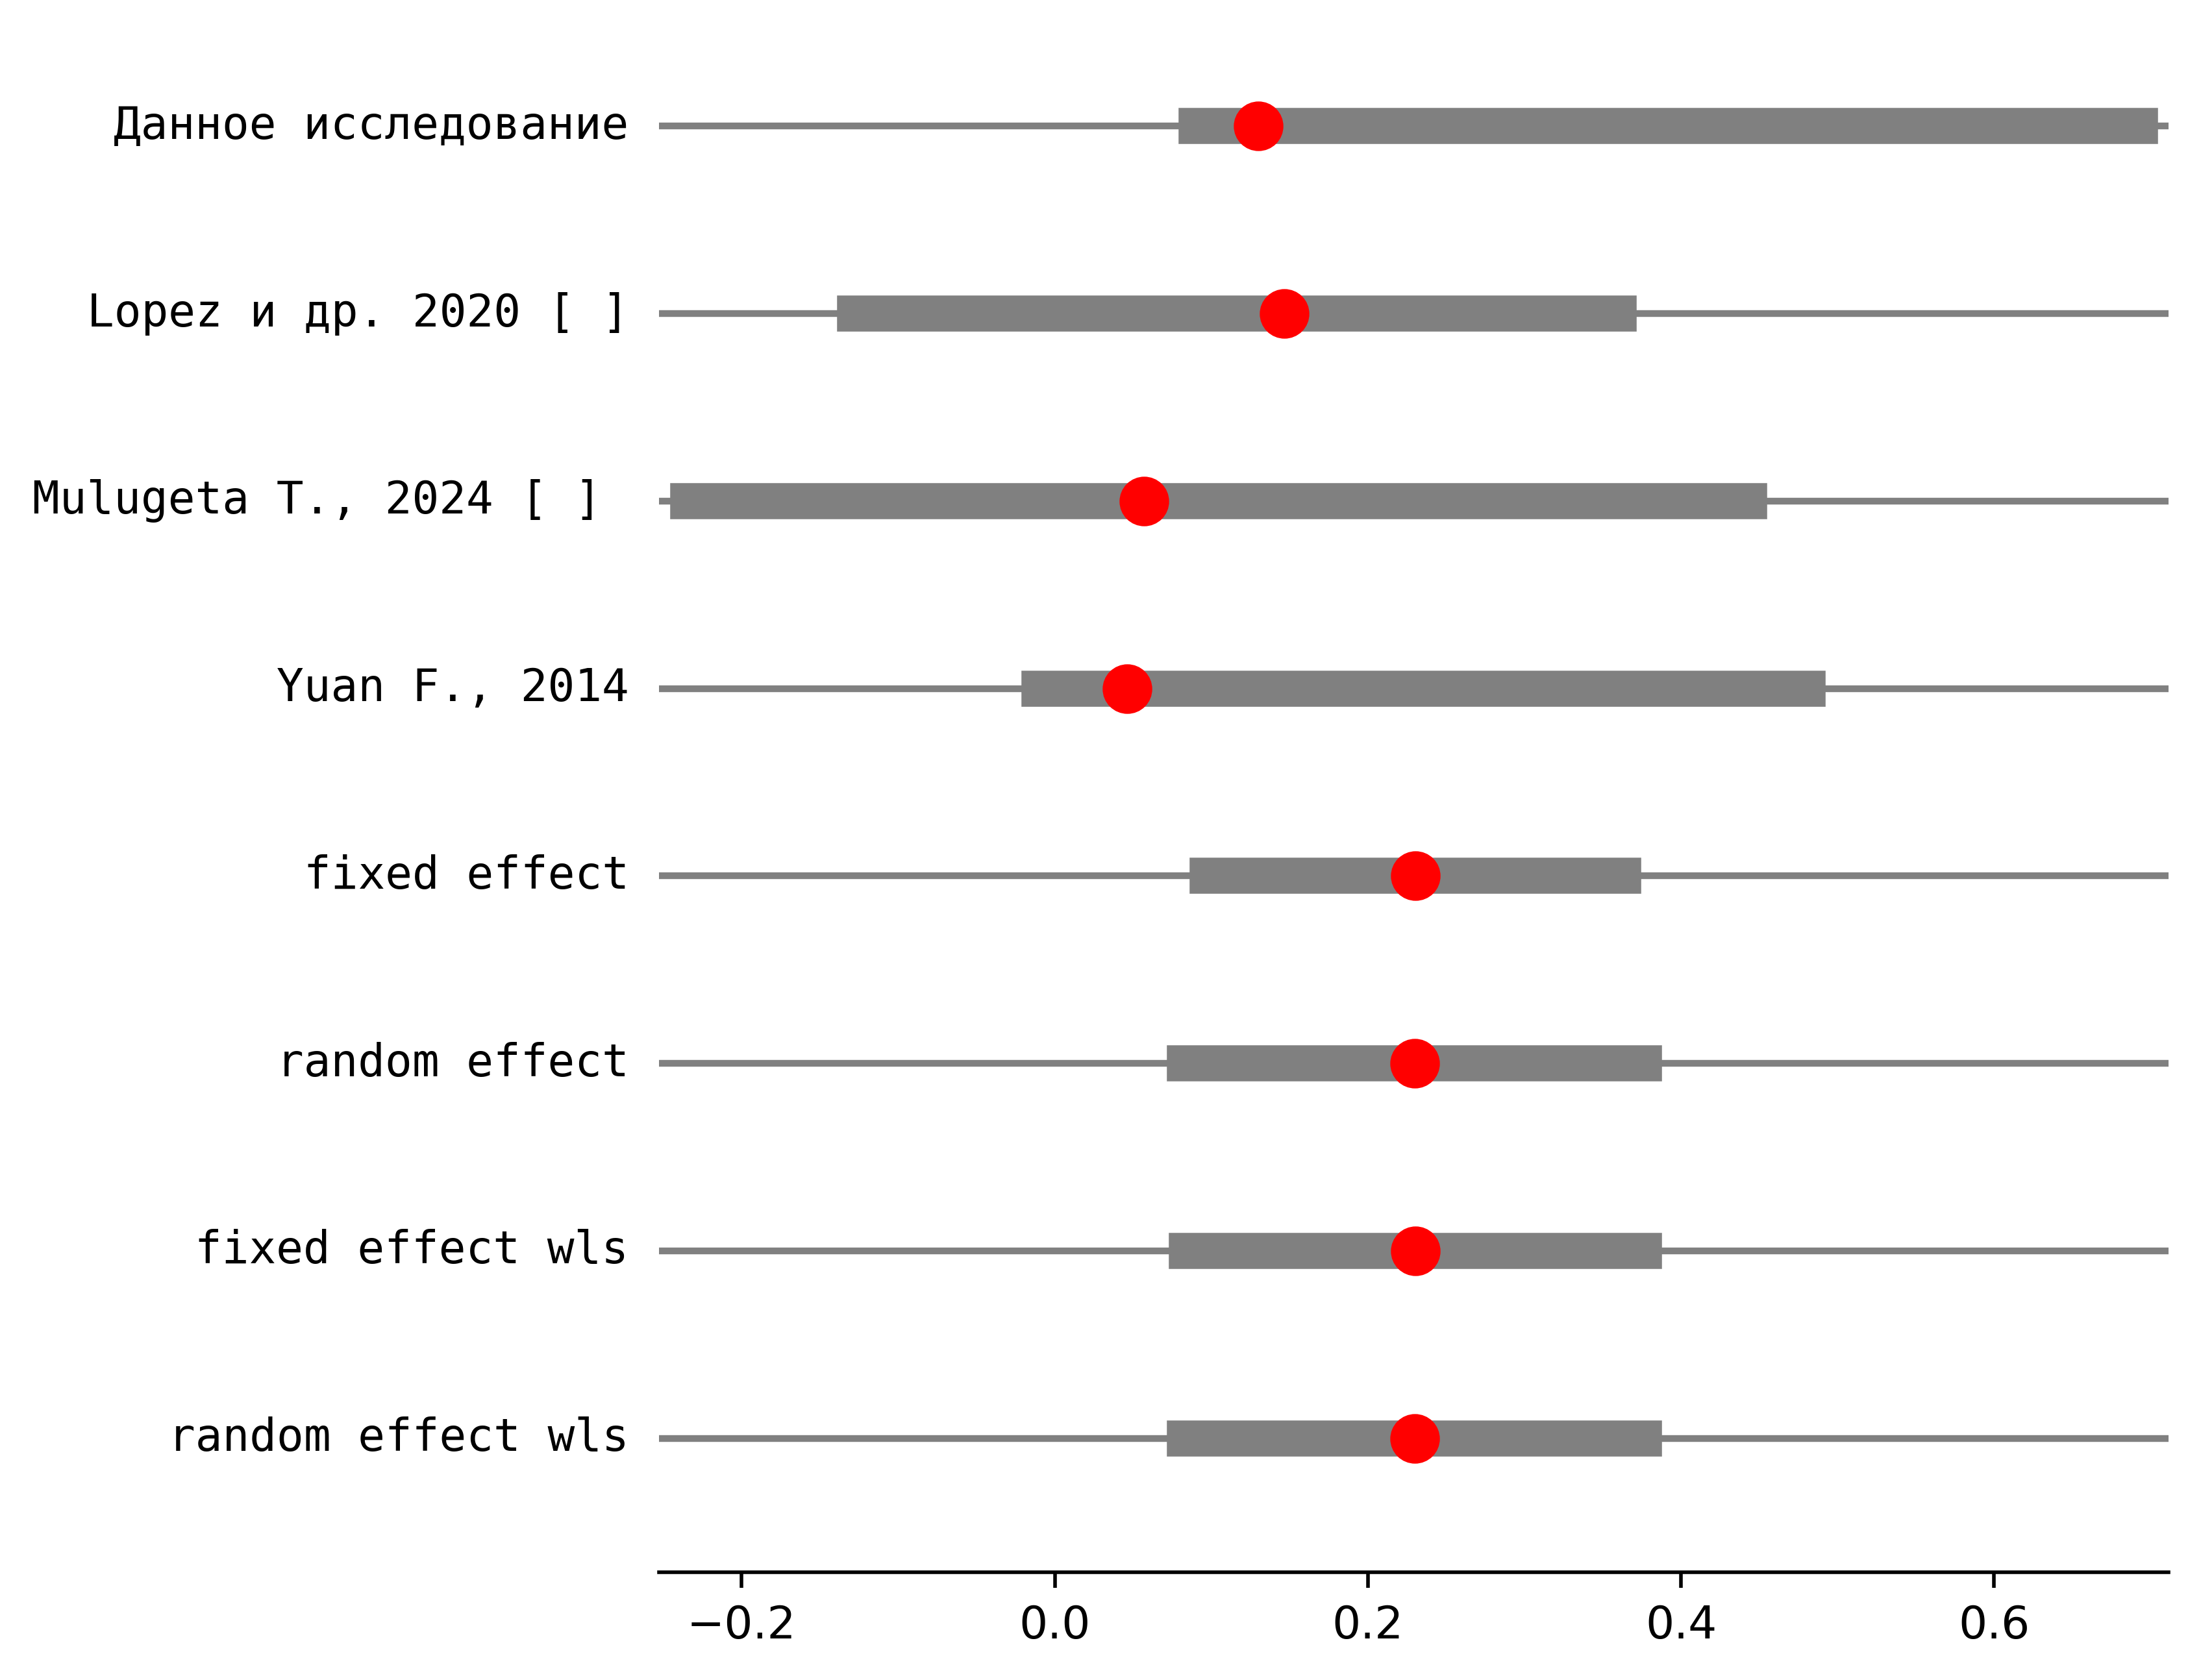 Данное исследование
Lopez и др. 2020 [ ]
Mulugeta T., 2024 [ ]
Yuan F., 2014
fixed effect
random effect
fixed effect wls
random effect wls
−0.2 0.0 0.2 0.4 0.6